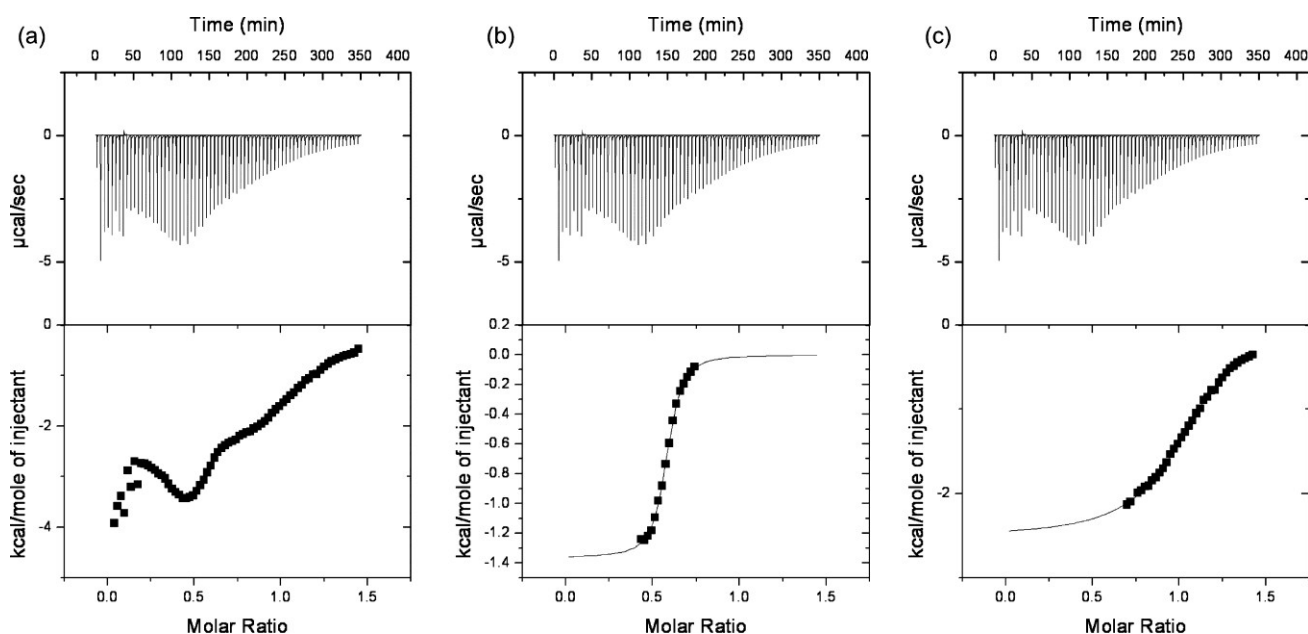 (a)
Time (min)
0 50 100 150 200 250 300 350 400
0
-5
µcal/sec
0
-2
-4
kcal/mole of injectant
0.0 0.5 1.0 1.5
Molar Ratio
(b)
Time (min)
0 50 100 150 200 250 300 350 400
0
-5
µcal/sec
0.2
0.0
-0.2
-0.4
-0.6
-0.8
-1.0
-1.2
-1.4
kcal/mole of injectant
0.0 0.5 1.0 1.5
Molar Ratio
(c)
Time (min)
0 50 100 150 200 250 300 350 400
0
-5
µcal/sec
0
-2
kcal/mole of injectant
0.0 0.5 1.0 1.5
Molar Ratio